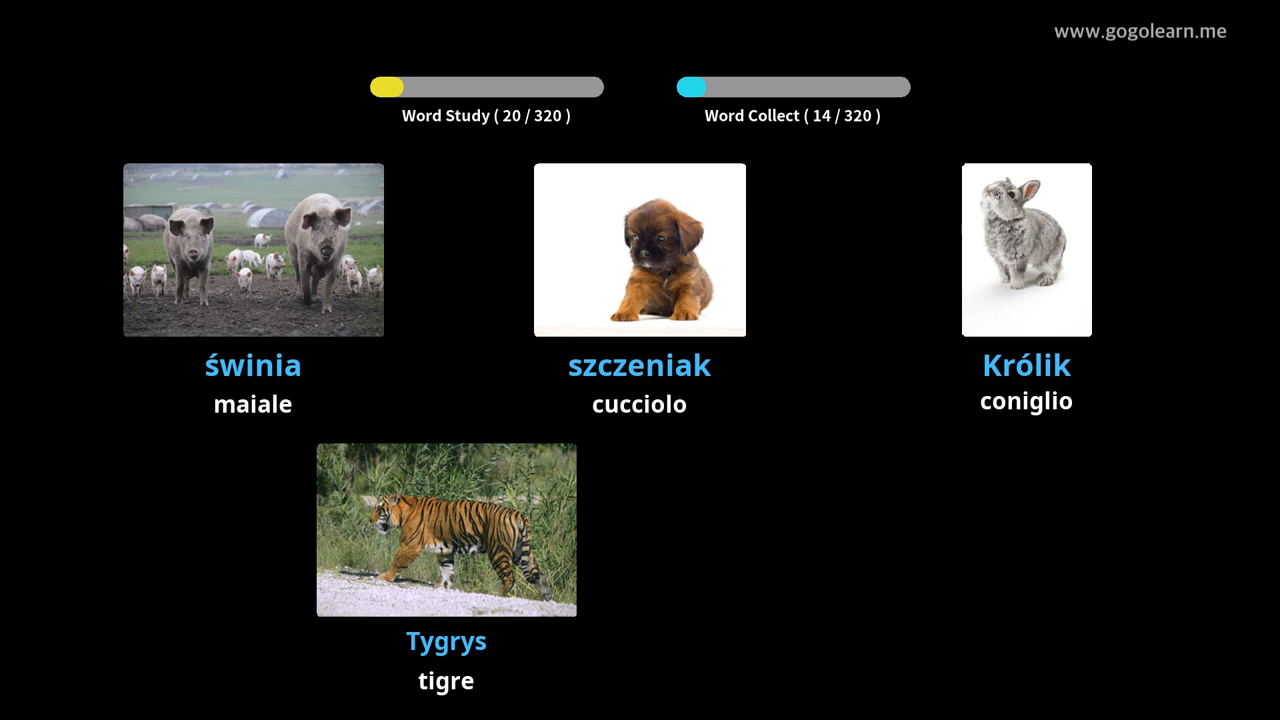 www.gogolearn.me
Word Study ( 20 / 320 )
Word Collect ( 14 / 320 )
świnia
szczeniak
Królik
maiale
cucciolo
coniglio
Tygrys
tigre